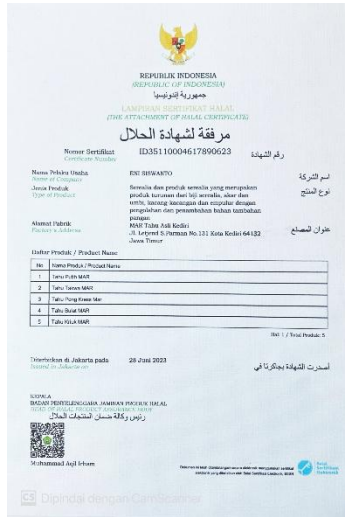 REPUBLIK INDONESIA
(REPUBLIC OF INDONESIA)
جمهورية إندونيسيا
LAMPIRAN SERTIFIKAT HALAL
(THE ATTACHMENT OF HALAL CERTIFICATE)
مرفقة لشهادة الحلال
Nomor Sertifikat ID35110004617890623 رقم الشهادة
Certificate Number
Nama Pelaku Usaha ENI SISWANTO اسم الشركة
Name of Company
Jenis Produk Serealia dan produk serealia yang merupakan نوع المنتج
Type of Product produk turunan dari biji serealia, akar dan
umbi, kacang-kacangan dan empulur dengan
pengolahan dan penambahan bahan tambahan
pangan
Alamat Pabrik MAR Tahu Asli Kediri عنوان المصنع
Factory's Address Jl. Letjend S.Parman No.131 Kota Kediri 64132
Jawa Timur
Daftar Produk / Product Name
No Nama Produk / Product Name
1 Tahu Putih MAR
2 Tahu Takwa MAR
3 Tahu Pong Kress Mar
4 Tahu Bulat MAR
5 Tahu Kituk MAR
Hal: 1 / Total Produk: 5
Diterbitkan di Jakarta pada 26 Juni 2023 أصدرت الشهادة بجاكرتا في
Issued in Jakarta on
KEPALA
BADAN PENYELENGGARA JAMINAN PRODUK HALAL
HEAD OF HALAL PRODUCT ASSURANCE BODY
رئيس وكالة ضمان المنتجات الحلال
Muhammad Aqil Irham
CS Dipindai dengan CamScanner